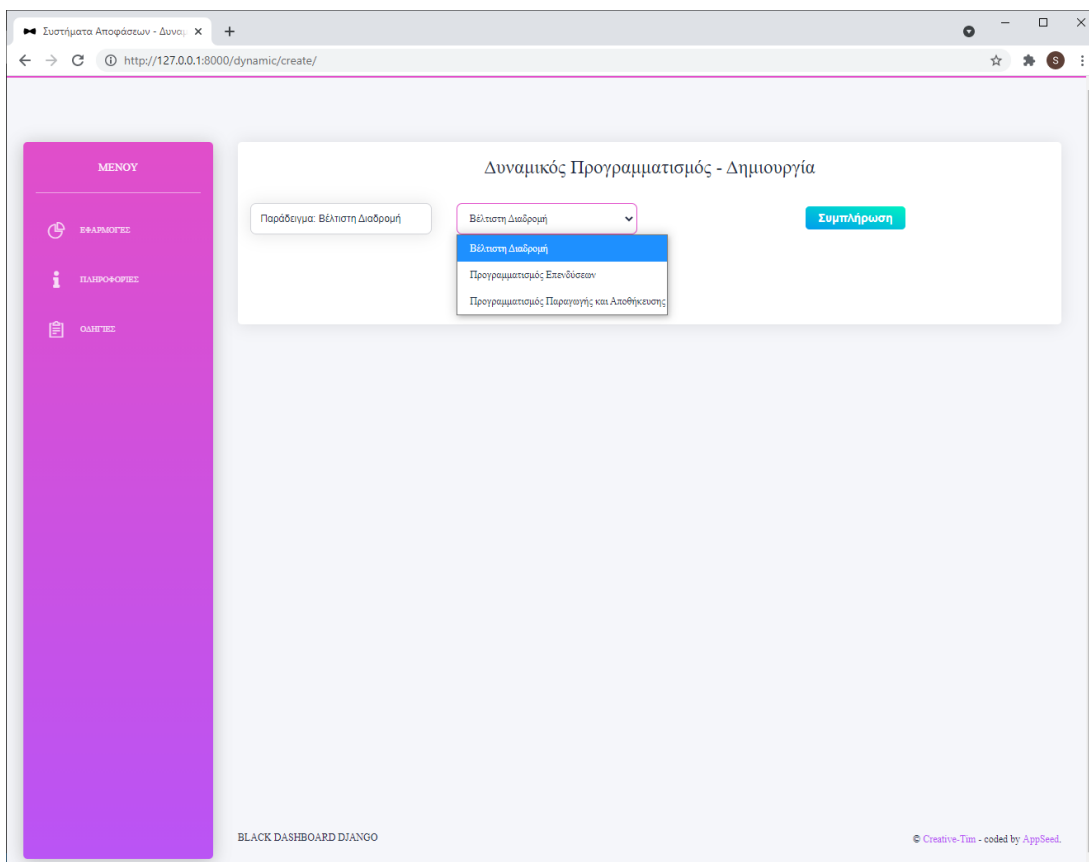 Συστήματα Αποφάσεων - Δυναμ
http://127.0.0.1:8000/dynamic/create/
S
ΜΕΝΟΥ
ΕΦΑΡΜΟΓΕΣ
ΠΛΗΡΟΦΟΡΙΕΣ
ΟΔΗΓΙΕΣ
Δυναμικός Προγραμματισμός - Δημιουργία
Παράδειγμα: Βέλτιστη Διαδρομή
Βέλτιστη Διαδρομή
Συμπλήρωση
Βέλτιστη Διαδρομή
Προγραμματισμός Επενδύσεων
Προγραμματισμός Παραγωγής και Αποθήκευσης
BLACK DASHBOARD DJANGO
© Creative-Tim - coded by AppSeed.